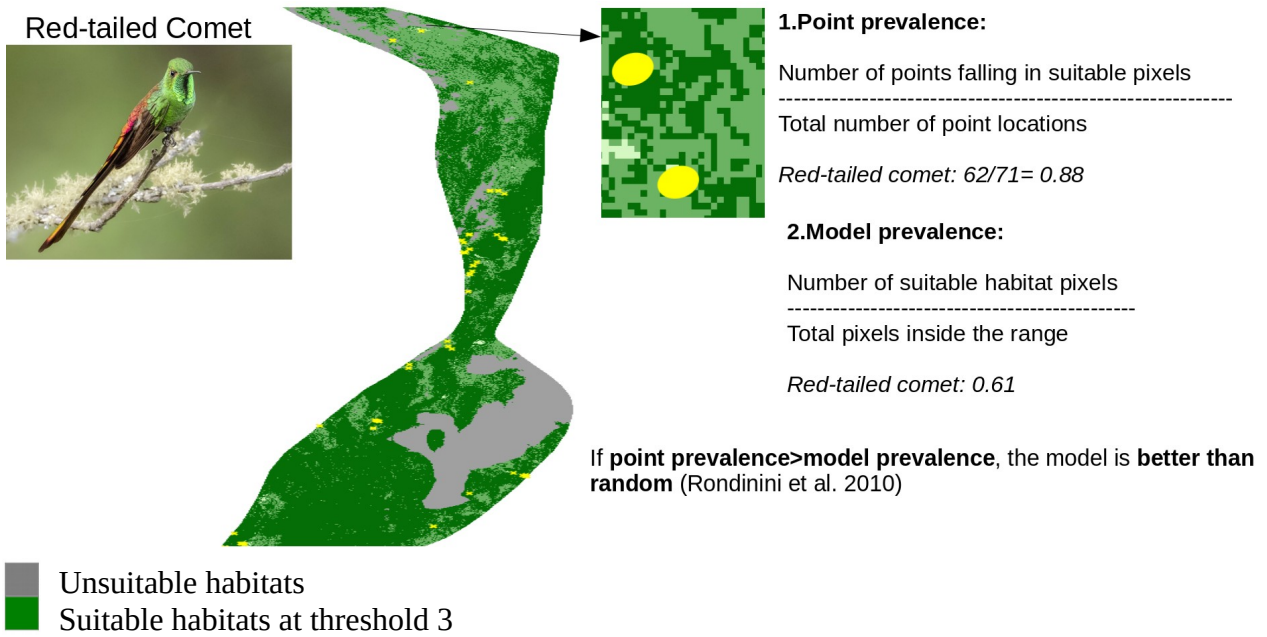 Red-tailed Comet
1.Point prevalence:
Number of points falling in suitable pixels
-----------------------------------------------------------
Total number of point locations
Red-tailed comet: 62/71= 0.88
2.Model prevalence:
Number of suitable habitat pixels
---------------------------------------------
Total pixels inside the range
Red-tailed comet: 0.61
If point prevalence>model prevalence, the model is better than
random (Rondinini et al. 2010)
Unsuitable habitats
Suitable habitats at threshold 3